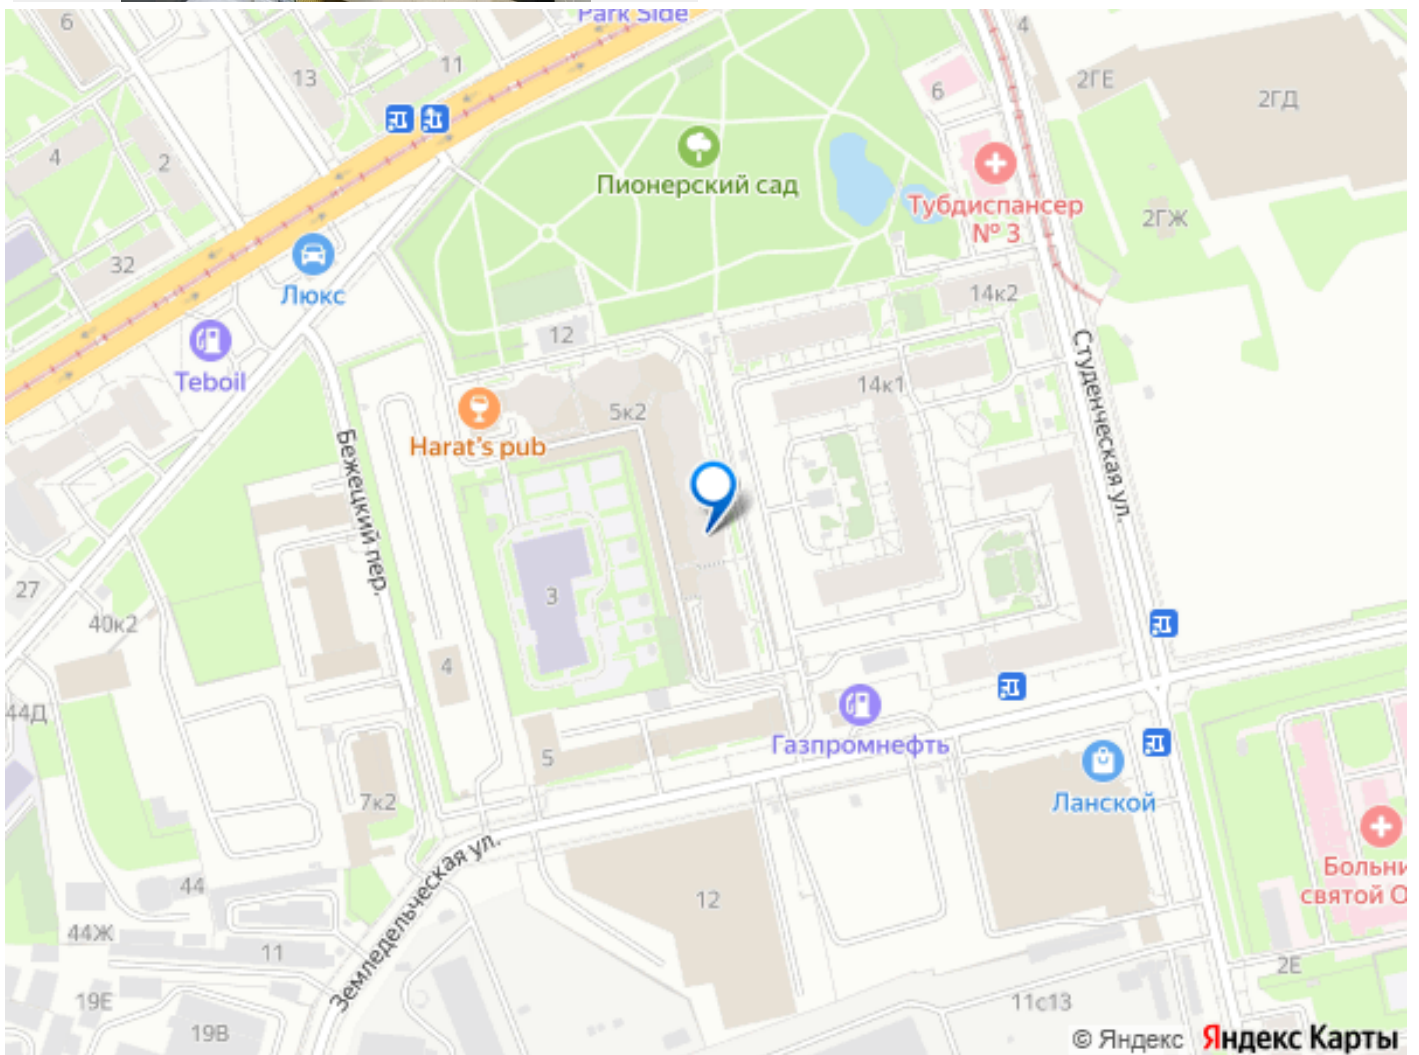 Park Side
6
4
13
11
2ГЕ
2ГД
6
4
2
Пионерский сад
Тубдиспансер
№ 3
2ГЖ
32
Люкс
14к2
12
Teboil
Студенческая ул.
14к1
5к2
Harat's pub
Бежецкий пер.
27
3
40к2
4
44Д
Газпромнефть
5
Ланской
7к2
Больни
святой О
Земледельческая ул.
44
12
44Ж
11
2Е
19Е
11с13
19В
© Яндекс Яндекс Карты